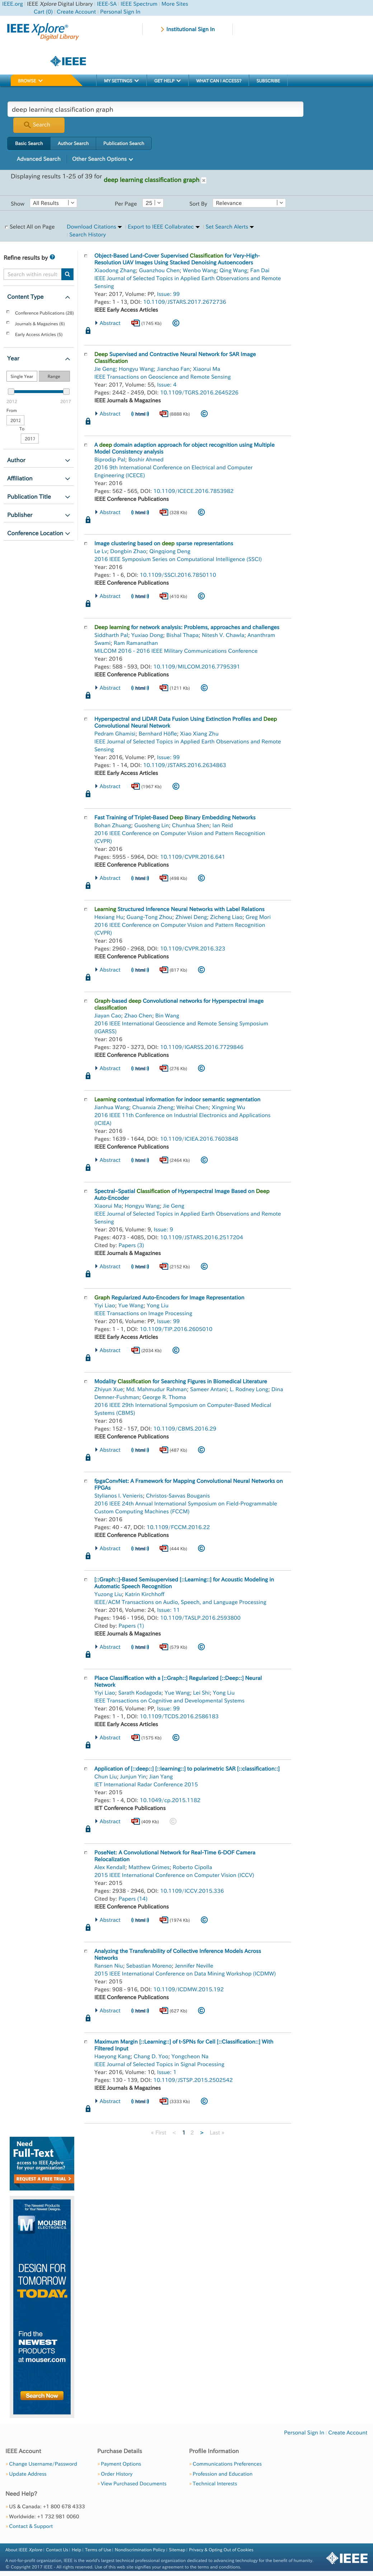 IEEE.org | IEEE Xplore Digital Library | IEEE-SA | IEEE Spectrum | More Sites
Cart (0) | Create Account | Personal Sign In
IEEE Xplore®
Digital Library
Institutional Sign In
IEEE
BROWSE
MY SETTINGS
GET HELP
WHAT CAN I ACCESS?
SUBSCRIBE
deep learning classification graph
Search
Basic Search
Author Search
Publication Search
Advanced Search
Other Search Options
Displaying results 1-25 of 39 for
deep learning classification graph
Show
All Results
Per Page
25
Sort By
Relevance
Select All on Page
Download Citations
Export to IEEE Collabratec
Set Search Alerts
Search History
Refine results by
Search within results
Content Type
Conference Publications (28)
Journals & Magazines (6)
Early Access Articles (5)
Year
Single Year
Range
2012
2017
From
2012
To
2017
Author
Affiliation
Publication Title
Publisher
Conference Location
Object-Based Land-Cover Supervised Classification for Very-High-
Resolution UAV Images Using Stacked Denoising Autoencoders
Xiaodong Zhang; Guanzhou Chen; Wenbo Wang; Qing Wang; Fan Dai
IEEE Journal of Selected Topics in Applied Earth Observations and Remote
Sensing
Year: 2017, Volume: PP, Issue: 99
Pages: 1 - 13, DOI: 10.1109/JSTARS.2017.2672736
IEEE Early Access Articles
Abstract (1745 Kb)
Deep Supervised and Contractive Neural Network for SAR Image
Classification
Jie Geng; Hongyu Wang; Jianchao Fan; Xiaorui Ma
IEEE Transactions on Geoscience and Remote Sensing
Year: 2017, Volume: 55, Issue: 4
Pages: 2442 - 2459, DOI: 10.1109/TGRS.2016.2645226
IEEE Journals & Magazines
Abstract ((html)) (8888 Kb)
A deep domain adaption approach for object recognition using Multiple
Model Consistency analysis
Biprodip Pal; Boshir Ahmed
2016 9th International Conference on Electrical and Computer
Engineering (ICECE)
Year: 2016
Pages: 562 - 565, DOI: 10.1109/ICECE.2016.7853982
IEEE Conference Publications
Abstract ((html)) (328 Kb)
Image clustering based on deep sparse representations
Le Lv; Dongbin Zhao; Qingqiong Deng
2016 IEEE Symposium Series on Computational Intelligence (SSCI)
Year: 2016
Pages: 1 - 6, DOI: 10.1109/SSCI.2016.7850110
IEEE Conference Publications
Abstract ((html)) (410 Kb)
Deep learning for network analysis: Problems, approaches and challenges
Siddharth Pal; Yuxiao Dong; Bishal Thapa; Nitesh V. Chawla; Ananthram
Swami; Ram Ramanathan
MILCOM 2016 - 2016 IEEE Military Communications Conference
Year: 2016
Pages: 588 - 593, DOI: 10.1109/MILCOM.2016.7795391
IEEE Conference Publications
Abstract ((html)) (1211 Kb)
Hyperspectral and LiDAR Data Fusion Using Extinction Profiles and Deep
Convolutional Neural Network
Pedram Ghamisi; Bernhard Höfle; Xiao Xiang Zhu
IEEE Journal of Selected Topics in Applied Earth Observations and Remote
Sensing
Year: 2016, Volume: PP, Issue: 99
Pages: 1 - 14, DOI: 10.1109/JSTARS.2016.2634863
IEEE Early Access Articles
Abstract (1967 Kb)
Fast Training of Triplet-Based Deep Binary Embedding Networks
Bohan Zhuang; Guosheng Lin; Chunhua Shen; Ian Reid
2016 IEEE Conference on Computer Vision and Pattern Recognition
(CVPR)
Year: 2016
Pages: 5955 - 5964, DOI: 10.1109/CVPR.2016.641
IEEE Conference Publications
Abstract ((html)) (498 Kb)
Learning Structured Inference Neural Networks with Label Relations
Hexiang Hu; Guang-Tong Zhou; Zhiwei Deng; Zicheng Liao; Greg Mori
2016 IEEE Conference on Computer Vision and Pattern Recognition
(CVPR)
Year: 2016
Pages: 2960 - 2968, DOI: 10.1109/CVPR.2016.323
IEEE Conference Publications
Abstract ((html)) (817 Kb)
Graph-based deep Convolutional networks for Hyperspectral image
classification
Jiayan Cao; Zhao Chen; Bin Wang
2016 IEEE International Geoscience and Remote Sensing Symposium
(IGARSS)
Year: 2016
Pages: 3270 - 3273, DOI: 10.1109/IGARSS.2016.7729846
IEEE Conference Publications
Abstract ((html)) (276 Kb)
Learning contextual information for indoor semantic segmentation
Jianhua Wang; Chuanxia Zheng; Weihai Chen; Xingming Wu
2016 IEEE 11th Conference on Industrial Electronics and Applications
(ICIEA)
Year: 2016
Pages: 1639 - 1644, DOI: 10.1109/ICIEA.2016.7603848
IEEE Conference Publications
Abstract ((html)) (2464 Kb)
Spectral–Spatial Classification of Hyperspectral Image Based on Deep
Auto-Encoder
Xiaorui Ma; Hongyu Wang; Jie Geng
IEEE Journal of Selected Topics in Applied Earth Observations and Remote
Sensing
Year: 2016, Volume: 9, Issue: 9
Pages: 4073 - 4085, DOI: 10.1109/JSTARS.2016.2517204
Cited by: Papers (3)
IEEE Journals & Magazines
Abstract ((html)) (2152 Kb)
Graph Regularized Auto-Encoders for Image Representation
Yiyi Liao; Yue Wang; Yong Liu
IEEE Transactions on Image Processing
Year: 2016, Volume: PP, Issue: 99
Pages: 1 - 1, DOI: 10.1109/TIP.2016.2605010
IEEE Early Access Articles
Abstract (2034 Kb)
Modality Classification for Searching Figures in Biomedical Literature
Zhiyun Xue; Md. Mahmudur Rahman; Sameer Antani; L. Rodney Long; Dina
Demner-Fushman; George R. Thoma
2016 IEEE 29th International Symposium on Computer-Based Medical
Systems (CBMS)
Year: 2016
Pages: 152 - 157, DOI: 10.1109/CBMS.2016.29
IEEE Conference Publications
Abstract ((html)) (487 Kb)
fpgaConvNet: A Framework for Mapping Convolutional Neural Networks on
FPGAs
Stylianos I. Venieris; Christos-Savvas Bouganis
2016 IEEE 24th Annual International Symposium on Field-Programmable
Custom Computing Machines (FCCM)
Year: 2016
Pages: 40 - 47, DOI: 10.1109/FCCM.2016.22
IEEE Conference Publications
Abstract ((html)) (444 Kb)
[::Graph::]-Based Semisupervised [::Learning::] for Acoustic Modeling in
Automatic Speech Recognition
Yuzong Liu; Katrin Kirchhoff
IEEE/ACM Transactions on Audio, Speech, and Language Processing
Year: 2016, Volume: 24, Issue: 11
Pages: 1946 - 1956, DOI: 10.1109/TASLP.2016.2593800
Cited by: Papers (1)
IEEE Journals & Magazines
Abstract ((html)) (579 Kb)
Place Classification with a [::Graph::] Regularized [::Deep::] Neural
Network
Yiyi Liao; Sarath Kodagoda; Yue Wang; Lei Shi; Yong Liu
IEEE Transactions on Cognitive and Developmental Systems
Year: 2016, Volume: PP, Issue: 99
Pages: 1 - 1, DOI: 10.1109/TCDS.2016.2586183
IEEE Early Access Articles
Abstract (1575 Kb)
Application of [::deep::] [::learning::] to polarimetric SAR [::classification::]
Chun Liu; Junjun Yin; Jian Yang
IET International Radar Conference 2015
Year: 2015
Pages: 1 - 4, DOI: 10.1049/cp.2015.1182
IET Conference Publications
Abstract (409 Kb)
PoseNet: A Convolutional Network for Real-Time 6-DOF Camera
Relocalization
Alex Kendall; Matthew Grimes; Roberto Cipolla
2015 IEEE International Conference on Computer Vision (ICCV)
Year: 2015
Pages: 2938 - 2946, DOI: 10.1109/ICCV.2015.336
Cited by: Papers (14)
IEEE Conference Publications
Abstract ((html)) (1974 Kb)
Analyzing the Transferability of Collective Inference Models Across
Networks
Ransen Niu; Sebastian Moreno; Jennifer Neville
2015 IEEE International Conference on Data Mining Workshop (ICDMW)
Year: 2015
Pages: 908 - 916, DOI: 10.1109/ICDMW.2015.192
IEEE Conference Publications
Abstract ((html)) (627 Kb)
Maximum Margin [::Learning::] of t-SPNs for Cell [::Classification::] With
Filtered Input
Haeyong Kang; Chang D. Yoo; Yongcheon Na
IEEE Journal of Selected Topics in Signal Processing
Year: 2016, Volume: 10, Issue: 1
Pages: 130 - 139, DOI: 10.1109/JSTSP.2015.2502542
IEEE Journals & Magazines
Abstract ((html)) (3333 Kb)
« First < 1 2 > Last »
Need
Full-Text
access to IEEE Xplore
for your organization?
REQUEST A FREE TRIAL >
The Newest Products
for Your Newest Designs
MOUSER
ELECTRONICS
DESIGN FOR
TOMORROW
TODAY.
Find the
NEWEST
PRODUCTS
at mouser.com
Search Now
Personal Sign In | Create Account
IEEE Account
» Change Username/Password
» Update Address
Purchase Details
» Payment Options
» Order History
» View Purchased Documents
Profile Information
» Communications Preferences
» Profession and Education
» Technical Interests
Need Help?
» US & Canada: +1 800 678 4333
» Worldwide: +1 732 981 0060
» Contact & Support
About IEEE Xplore | Contact Us | Help | Terms of Use | Nondiscrimination Policy | Sitemap | Privacy & Opting Out of Cookies
A not-for-profit organization, IEEE is the world's largest technical professional organization dedicated to advancing technology for the benefit of humanity.
© Copyright 2017 IEEE - All rights reserved. Use of this web site signifies your agreement to the terms and conditions.
IEEE